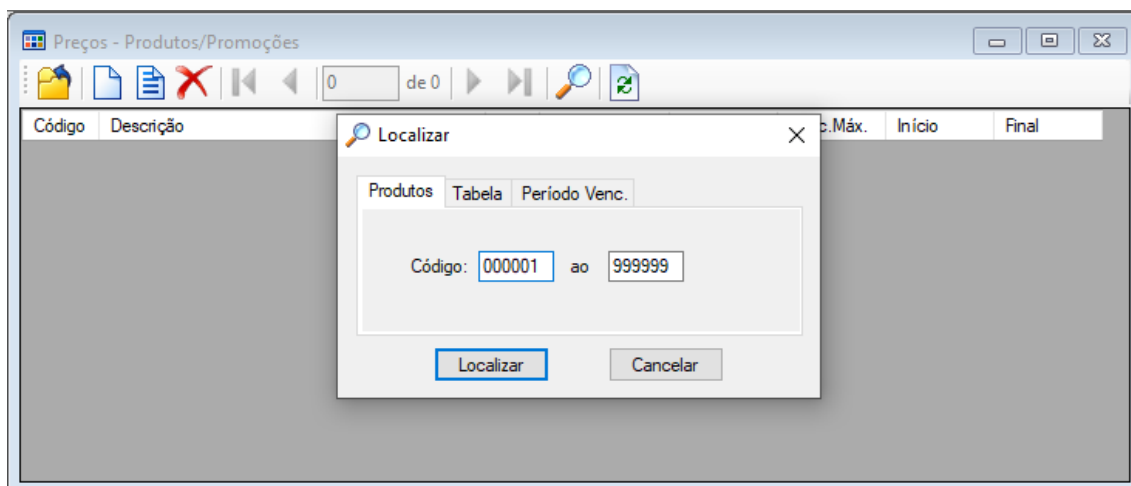 Preços - Produtos/Promoções
0 de 0
Código Descrição c.Máx. Início Final
Localizar
Produtos Tabela Período Venc.
Código: 000001 ao 999999
Localizar Cancelar